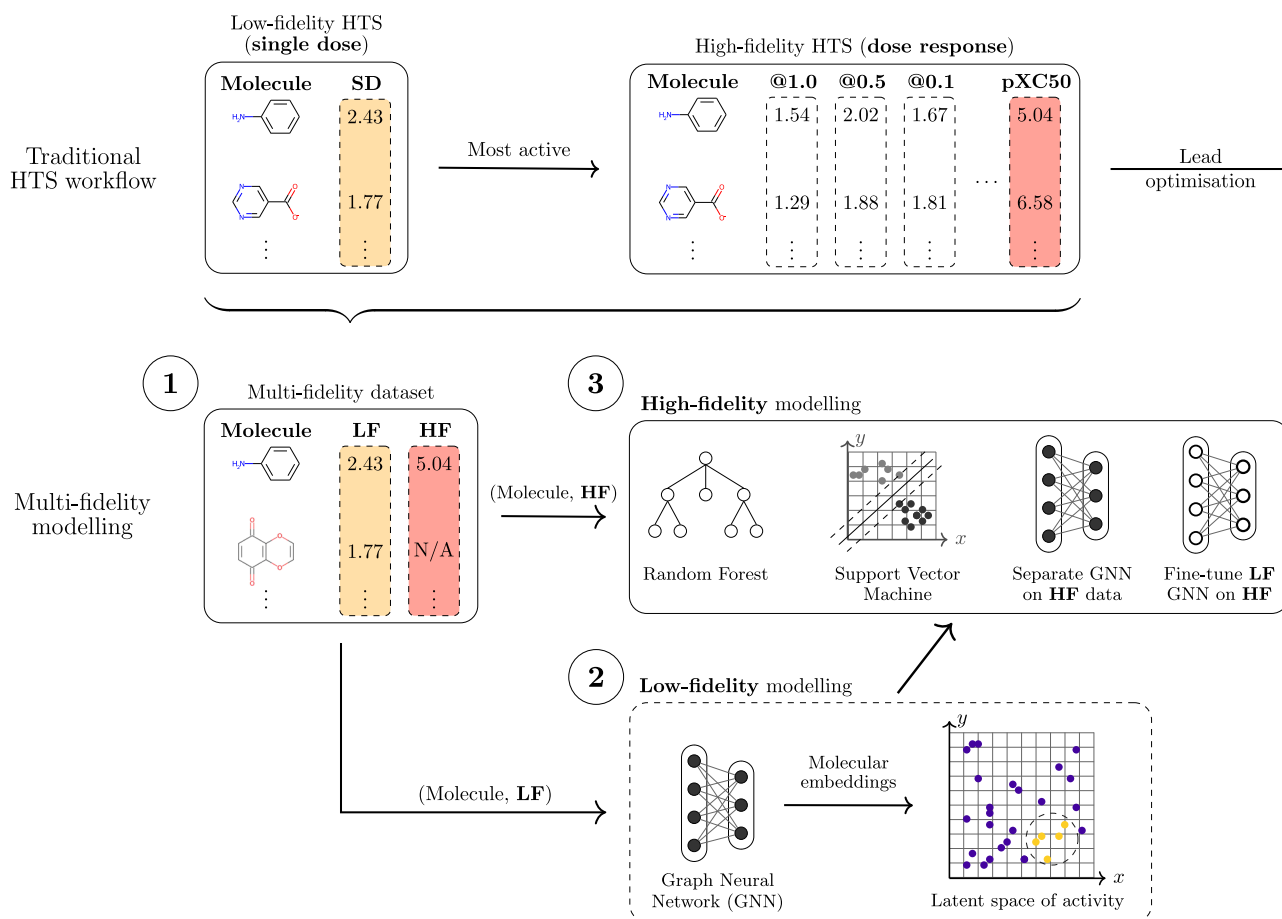 Low-fidelity HTS
(single dose)
Molecule SD
H₂N
2.43
N
N
O
O-
1.77
⋮ ⋮
Traditional
HTS workflow
Most active
High-fidelity HTS (dose response)
Molecule @1.0 @0.5 @0.1 pXC50
H₂N
1.54 2.02 1.67 5.04
N
N
O
O-
1.29 1.88 1.81 ... 6.58
⋮ ⋮ ⋮ ⋮ ⋮
Lead
optimisation
1
Multi-fidelity dataset
Molecule LF HF
H₂N
2.43 5.04
O
O
O
O
1.77 N/A
⋮ ⋮ ⋮
Multi-fidelity
modelling
(Molecule, HF)
3
High-fidelity modelling
y
x
Random Forest
Support Vector
Machine
Separate GNN
on HF data
Fine-tune LF
GNN on HF
2
Low-fidelity modelling
(Molecule, LF)
Graph Neural
Network (GNN)
Molecular
embeddings
y
x
Latent space of activity